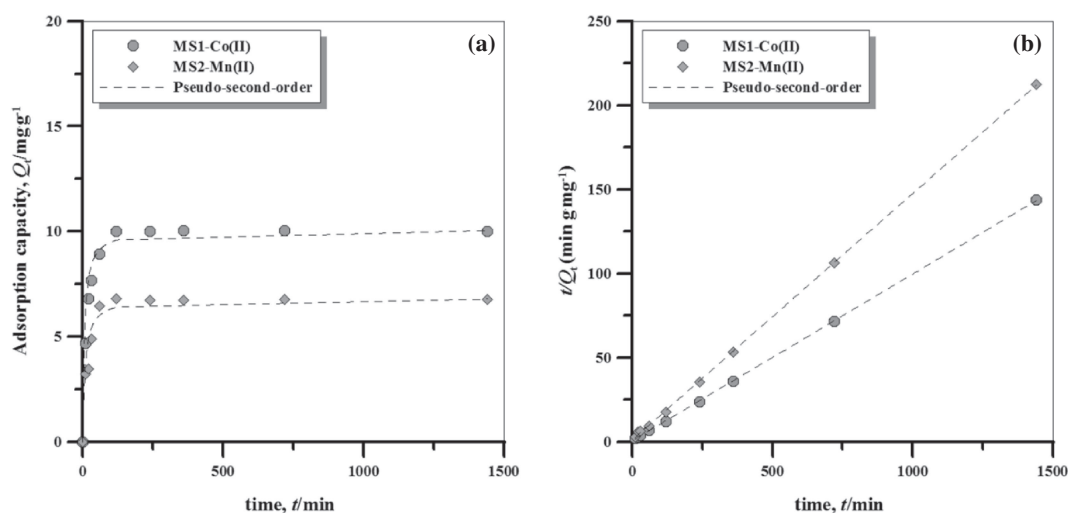 (a)
MS1-Co(II)
MS2-Mn(II)
Pseudo-second-order
20
15
10
5
0
Adsorption capacity, Qt/mg·g-1
0 500 1000 1500
time, t/min
(b)
MS1-Co(II)
MS2-Mn(II)
Pseudo-second-order
250
200
150
100
50
0
t/Qt (min g·mg-1)
0 500 1000 1500
time, t/min